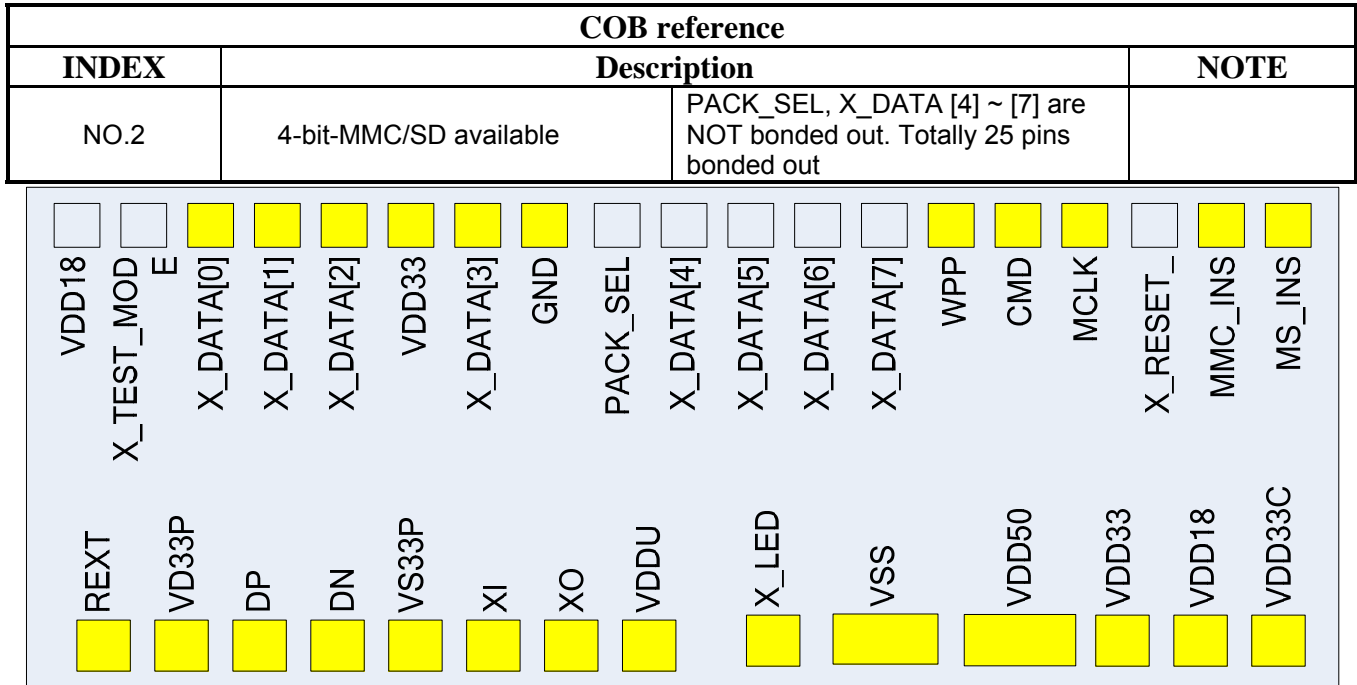 COB reference
INDEX Description NOTE
NO.2 4-bit-MMC/SD available PACK_SEL, X_DATA [4] ~ [7] are
NOT bonded out. Totally 25 pins
bonded out
VDD18
X_TEST_MOD
E
X_DATA[0]
X_DATA[1]
X_DATA[2]
VDD33
X_DATA[3]
GND
PACK_SEL
X_DATA[4]
X_DATA[5]
X_DATA[6]
X_DATA[7]
WPP
CMD
MCLK
X_RESET_
MMC_INS
MS_INS
REXT
VD33P
DP
DN
VS33P
XI
XO
VDDU
X_LED
VSS
VDD50
VDD33
VDD18
VDD33C